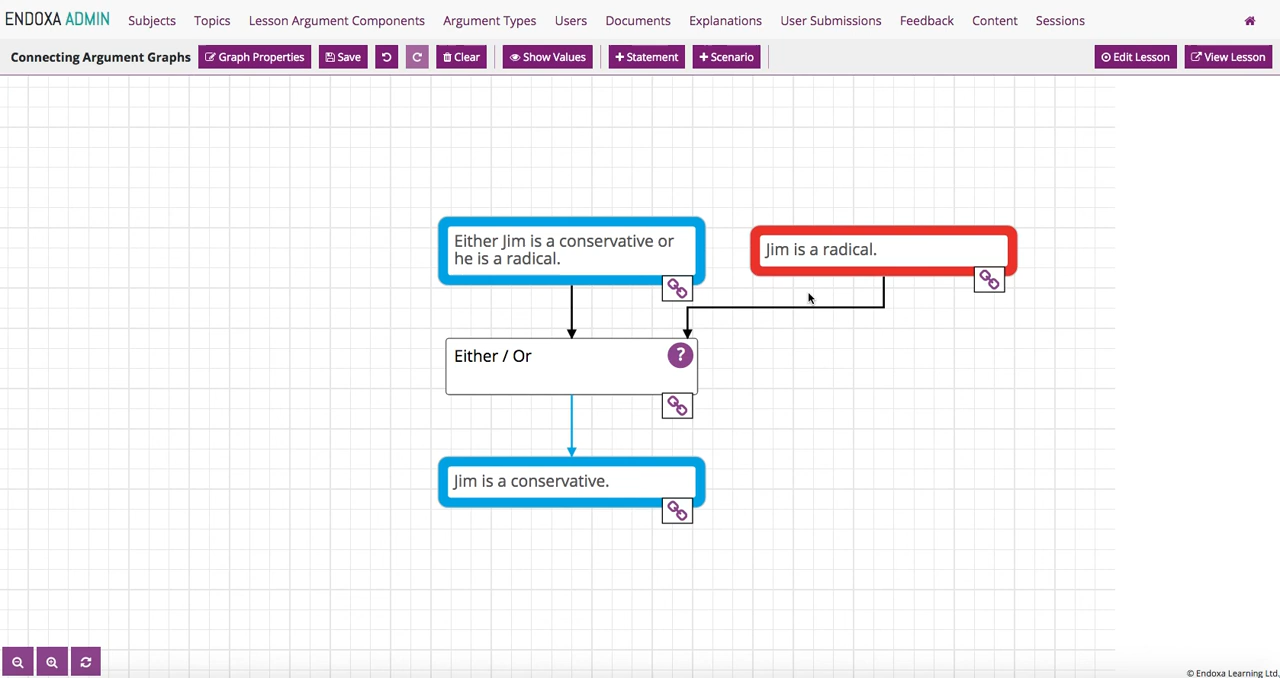 ENDOXA ADMIN Subjects Topics Lesson Argument Components Argument Types Users Documents Explanations User Submissions Feedback Content Sessions
Connecting Argument Graphs Graph Properties Save Clear Show Values + Statement + Scenario Edit Lesson View Lesson
Either Jim is a conservative or
he is a radical.
Jim is a radical.
Either / Or ?
Jim is a conservative.
© Endoxa Learning Ltd.